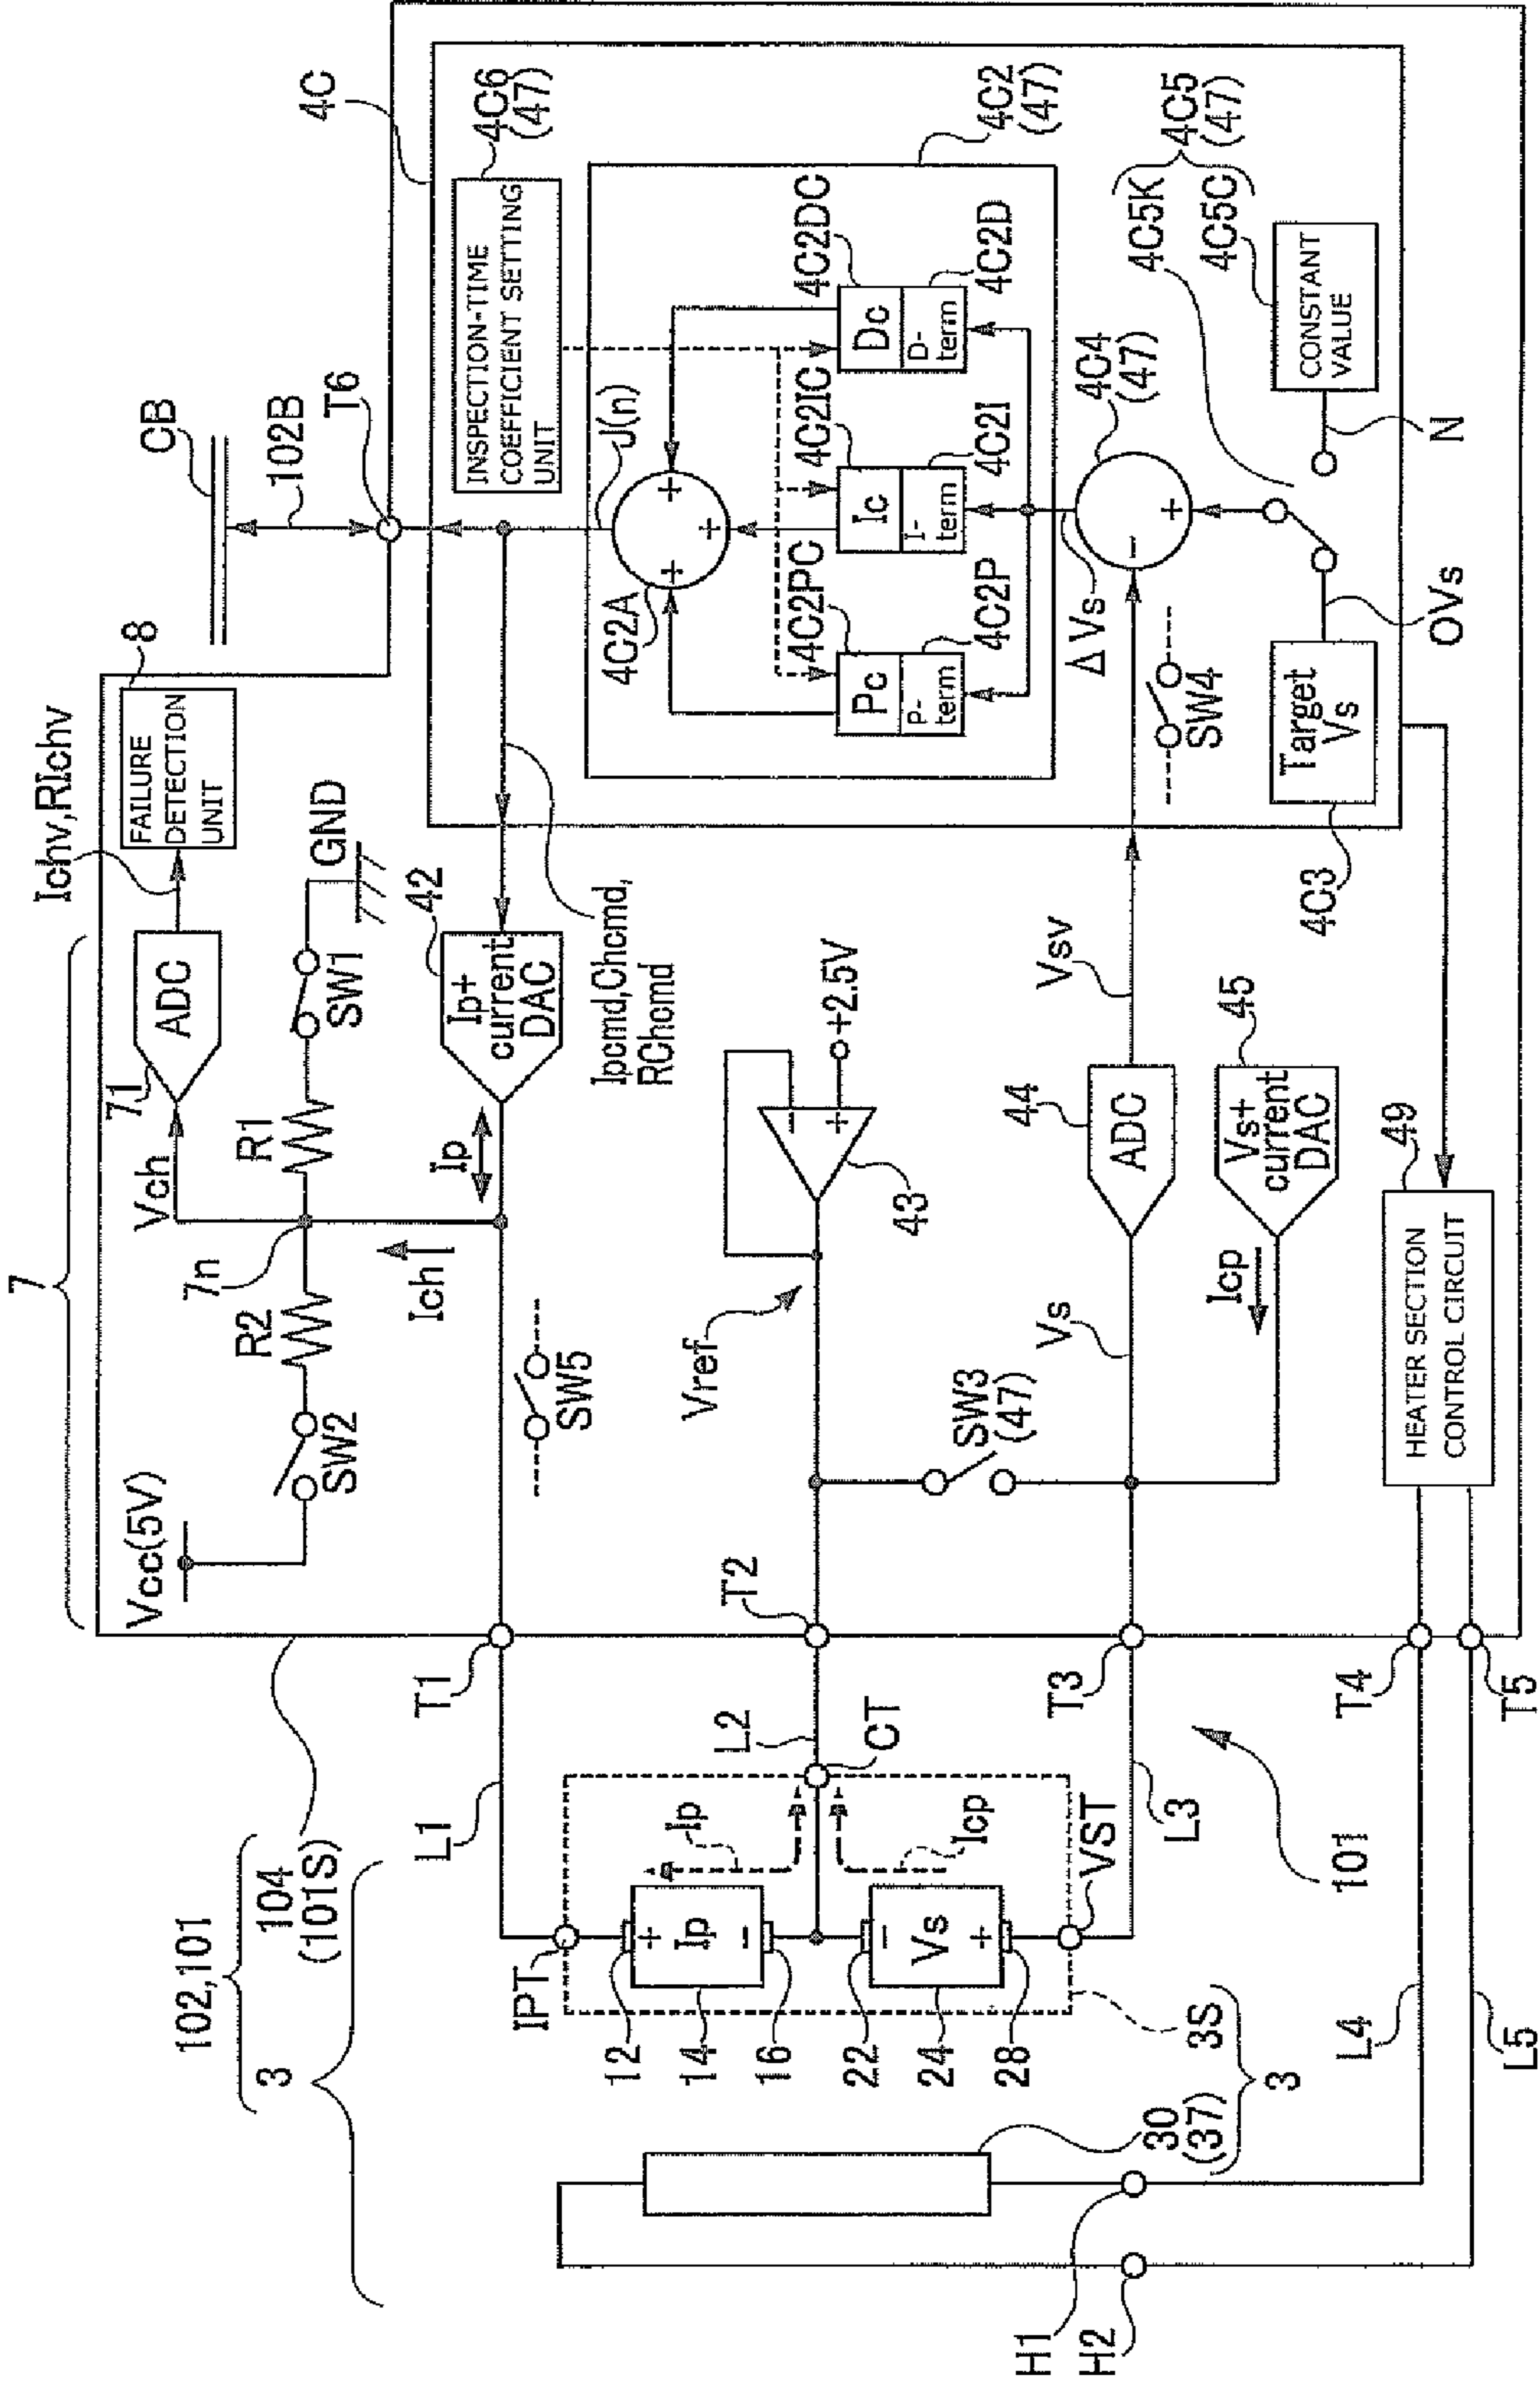 102,101
3
104
(101S)
7
Vcc(5V)
SW2
R2
7n
Vch
R1
SW1
GND
71
ADC
Ichv,RIchv
FAILURE
DETECTION
UNIT
8
CB
102B
T6
4C
Ich
Ip
42
Ip+
current
DAC
Ipcmd,Chcmd,
RChcmd
SW5
T1
L1
IPT
12
14
16
22
24
28
+
Ip
−
−
Vs
+
Ip
Icp
CT
VST
3S
3
30
(37)
H1
H2
L2
L3
L4
L5
T2
T3
T4
T5
101
Vref
43
−
+
+2.5V
SW3
(47)
Vs
44
ADC
Vsv
45
Vs+
current
DAC
Icp
49
HEATER SECTION
CONTROL CIRCUIT
INSPECTION-TIME
COEFFICIENT SETTING
UNIT
4C6
(47)
4C2
(47)
4C2A
+
+
+
J(n)
4C2PC
Pc
P-
term
4C2P
4C2IC
Ic
I-
term
4C2I
4C2DC
Dc
D-
term
4C2D
ΔVs
−
+
4C4
(47)
SW4
4C3
Target
Vs
OVs
N
CONSTANT
VALUE
4C5K
4C5C
4C5
(47)